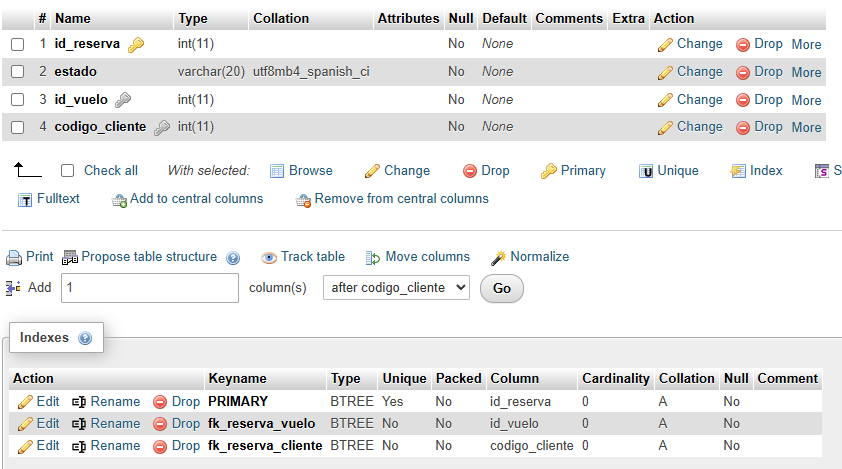 # Name Type Collation Attributes Null Default Comments Extra Action
1 id_reserva int(11) No None Change Drop More
2 estado varchar(20) utf8mb4_spanish_ci No None Change Drop More
3 id_vuelo int(11) No None Change Drop More
4 codigo_cliente int(11) No None Change Drop More
Check all With selected: Browse Change Drop Primary Unique Index S
Fulltext Add to central columns Remove from central columns
Print Propose table structure Track table Move columns Normalize
Add 1 column(s) after codigo_cliente Go
Indexes
Action Keyname Type Unique Packed Column Cardinality Collation Null Comment
Edit Rename Drop PRIMARY BTREE Yes No id_reserva 0 A No
Edit Rename Drop fk_reserva_vuelo BTREE No No id_vuelo 0 A No
Edit Rename Drop fk_reserva_cliente BTREE No No codigo_cliente 0 A No